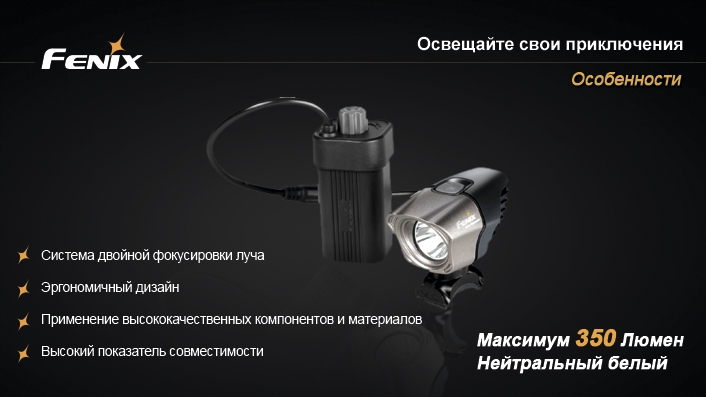 FENIX
Освещайте свои приключения
Особенности
FENIX
Система двойной фокусировки луча
Эргономичный дизайн
Применение высококачественных компонентов и материалов
Высокий показатель совместимости
Максимум 350 Люмен
Нейтральный белый